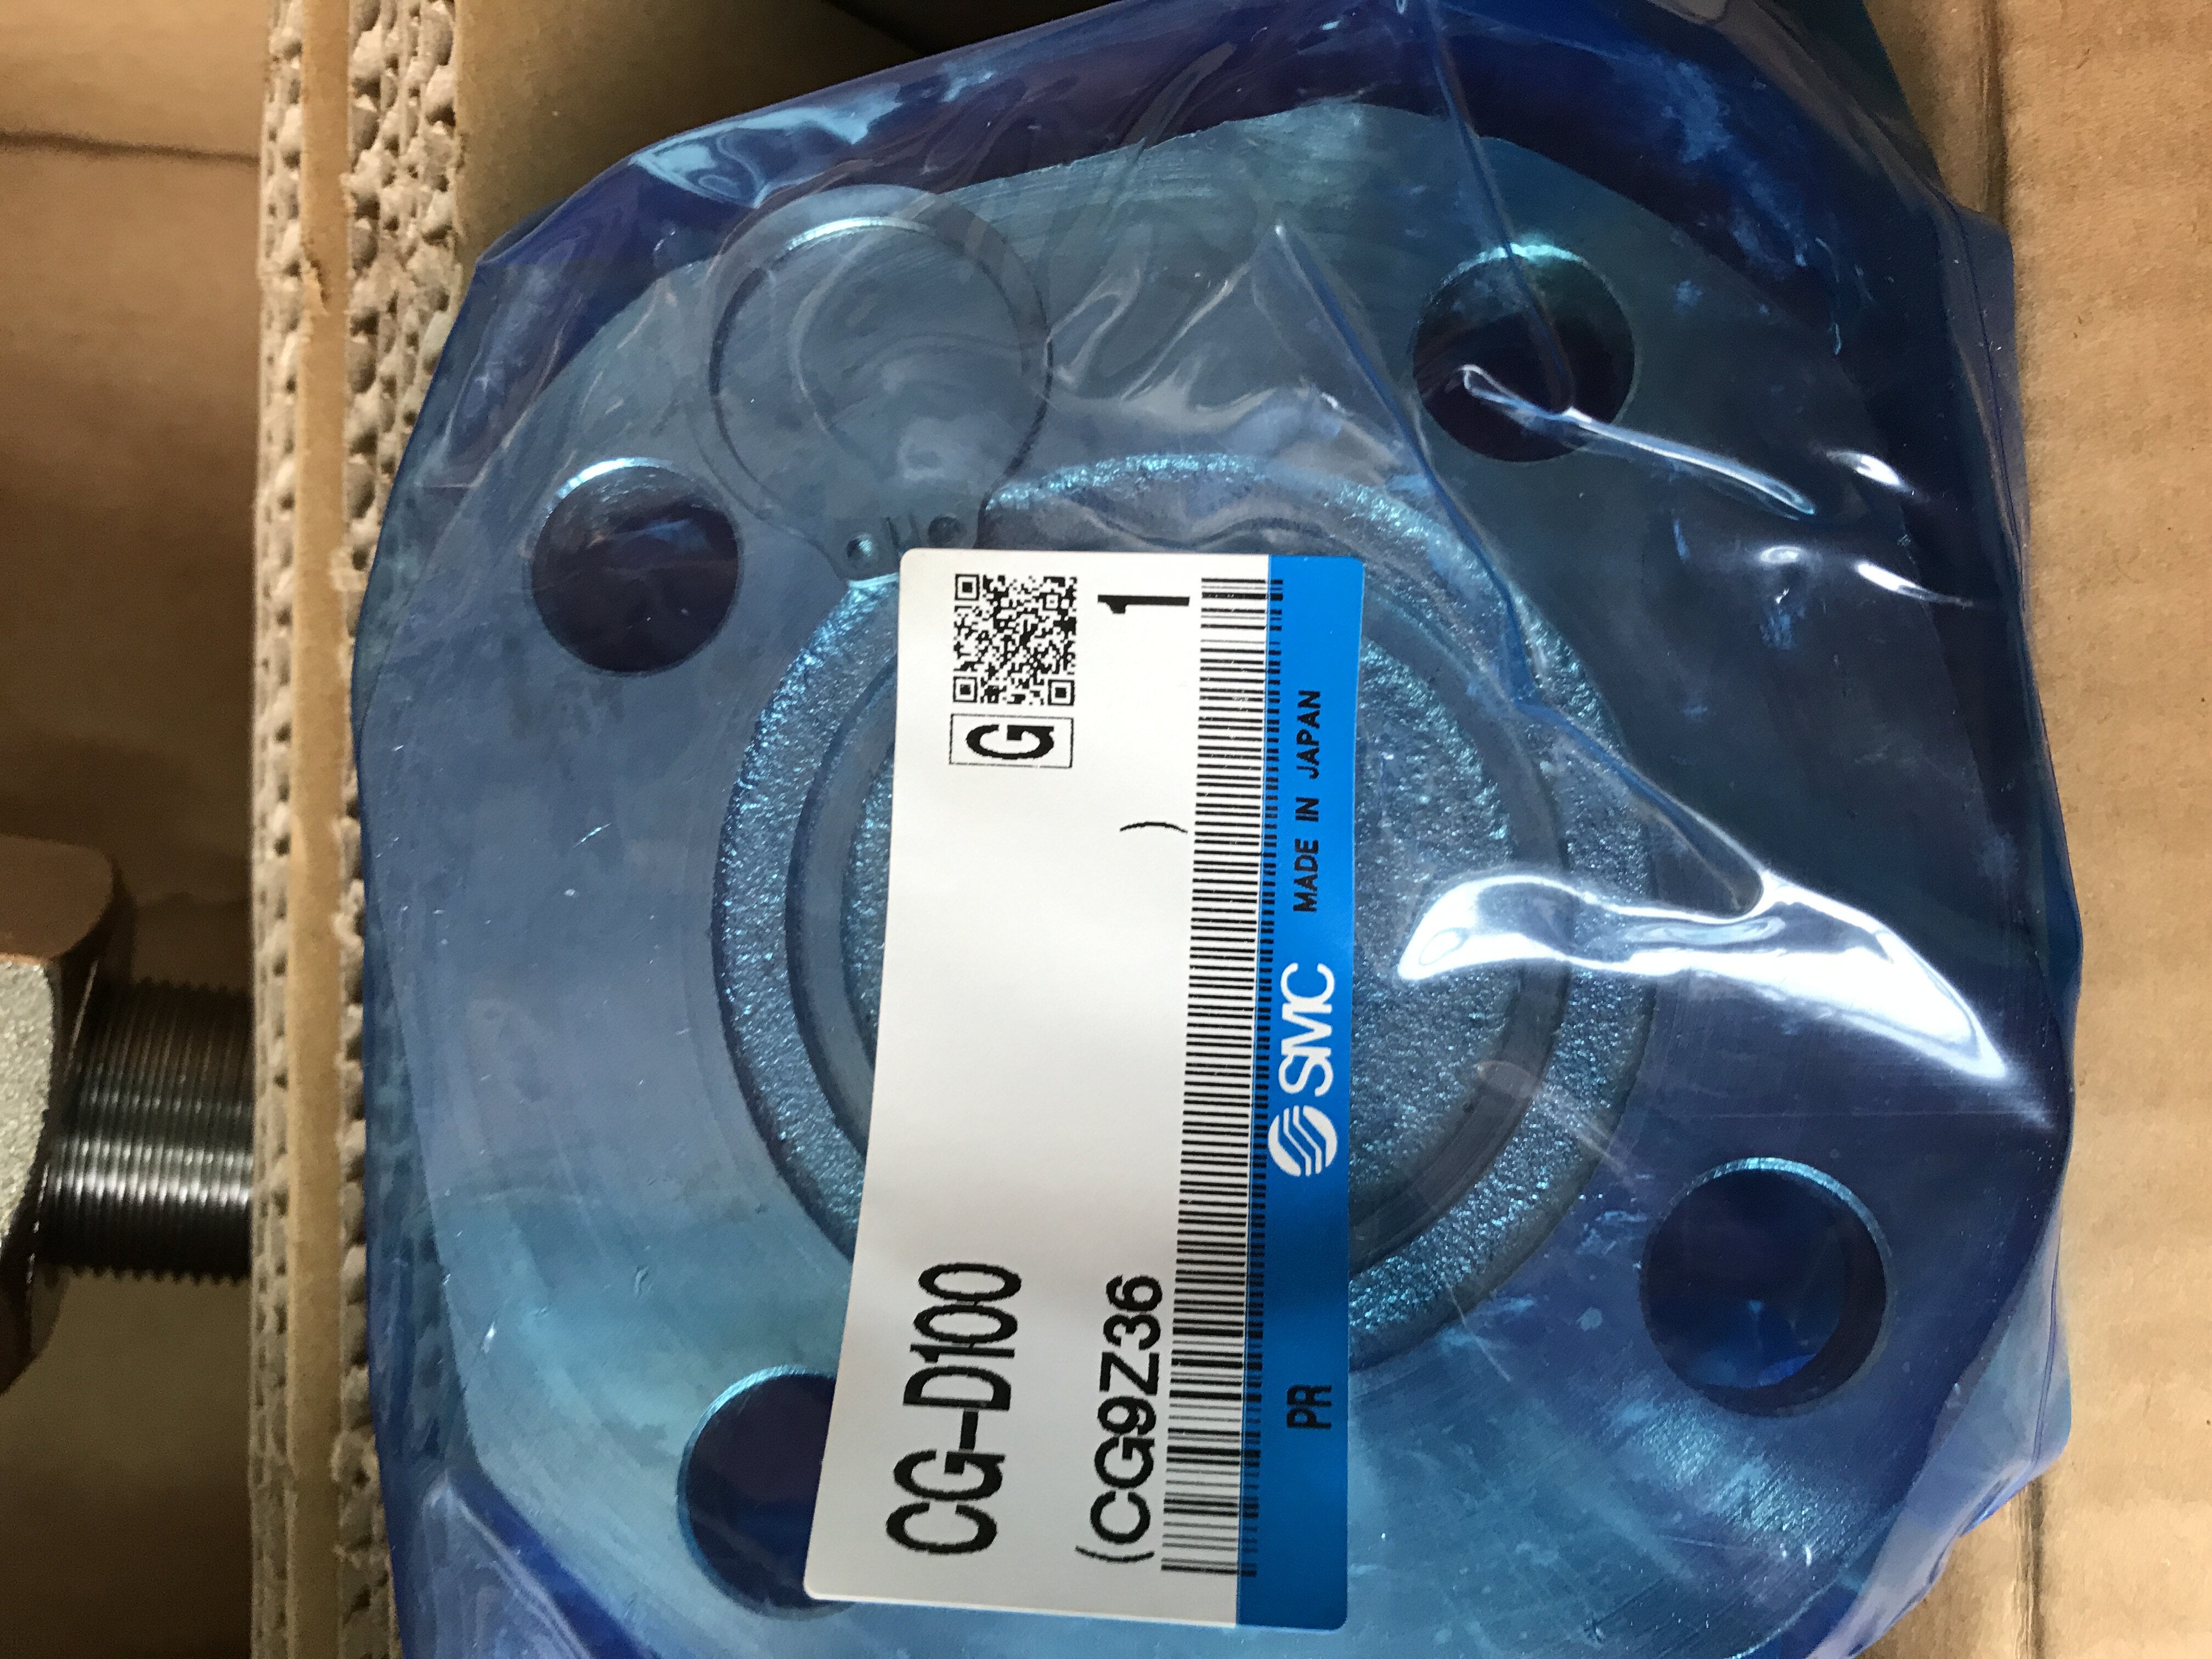 CG-D100
G
(CG9Z36 )
1
PR SMC MADE IN JAPAN